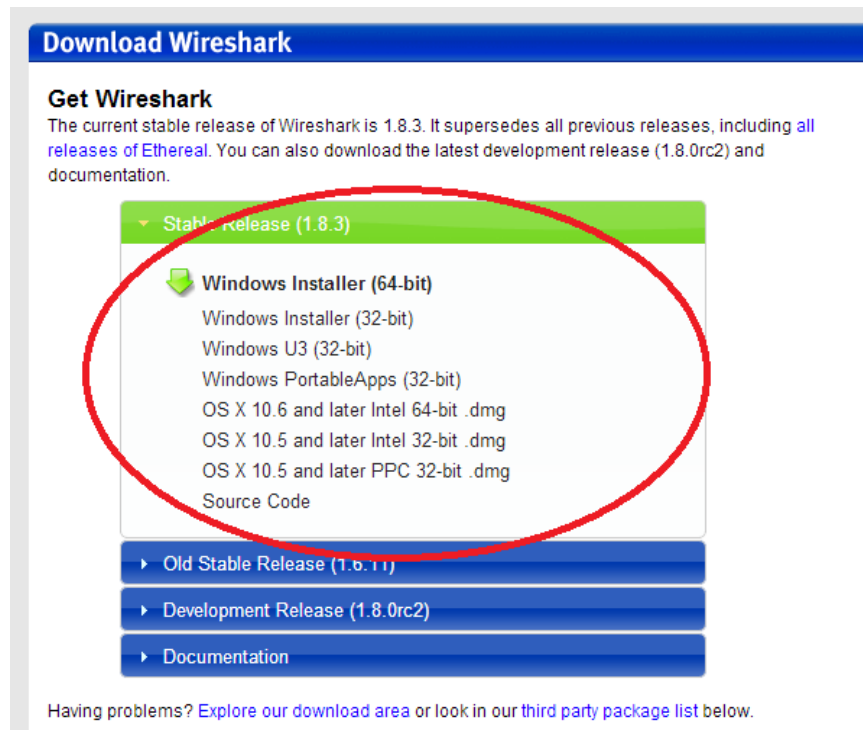 Download Wireshark
Get Wireshark
The current stable release of Wireshark is 1.8.3. It supersedes all previous releases, including all
releases of Ethereal. You can also download the latest development release (1.8.0rc2) and
documentation.
Stable Release (1.8.3)
Windows Installer (64-bit)
Windows Installer (32-bit)
Windows U3 (32-bit)
Windows PortableApps (32-bit)
OS X 10.6 and later Intel 64-bit .dmg
OS X 10.5 and later Intel 32-bit .dmg
OS X 10.5 and later PPC 32-bit .dmg
Source Code
Old Stable Release (1.6.11)
Development Release (1.8.0rc2)
Documentation
Having problems? Explore our download area or look in our third party package list below.